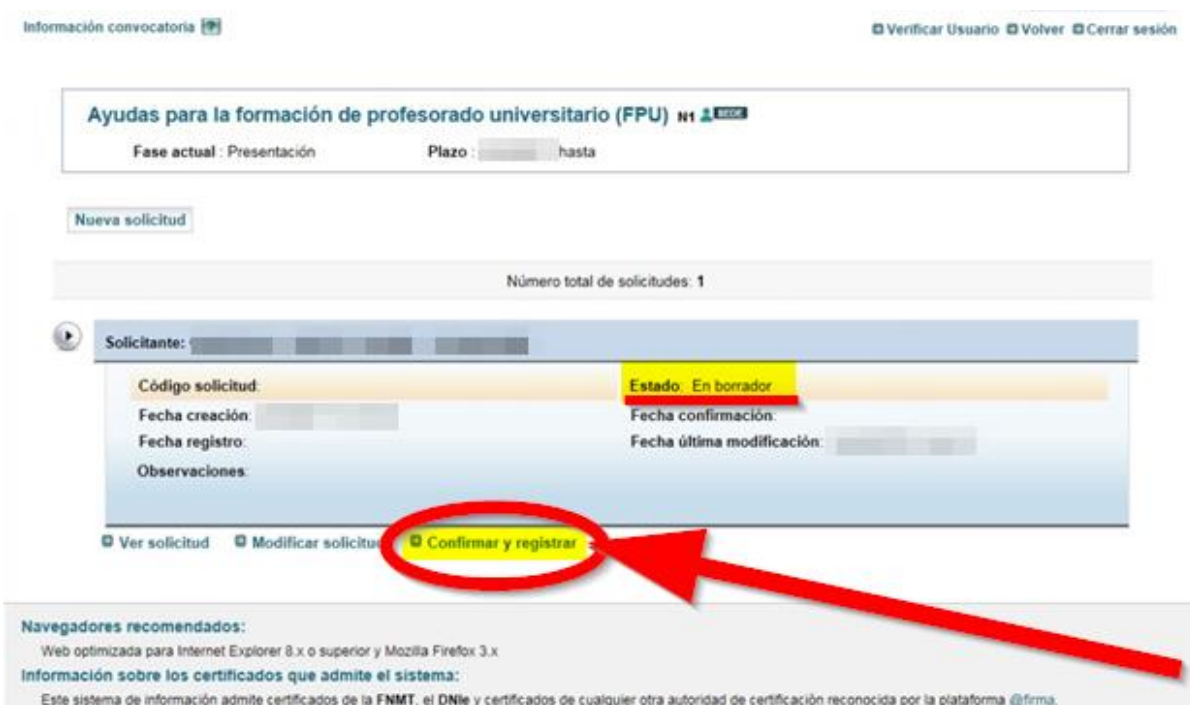 Información convocatoria
Verificar Usuario Volver Cerrar sesión
Ayudas para la formación de profesorado universitario (FPU) N1 SEDE
Fase actual : Presentación Plazo : hasta
Nueva solicitud
Número total de solicitudes: 1
Solicitante:
Código solicitud: Estado: En borrador
Fecha creación: Fecha confirmación:
Fecha registro: Fecha última modificación:
Observaciones:
Ver solicitud Modificar solicitud Confirmar y registrar
Navegadores recomendados:
Web optimizada para Internet Explorer 8.x o superior y Mozilla Firefox 3.x
Información sobre los certificados que admite el sistema:
Este sistema de información admite certificados de la FNMT, el DNIe y certificados de cualquier otra autoridad de certificación reconocida por la plataforma @firma.